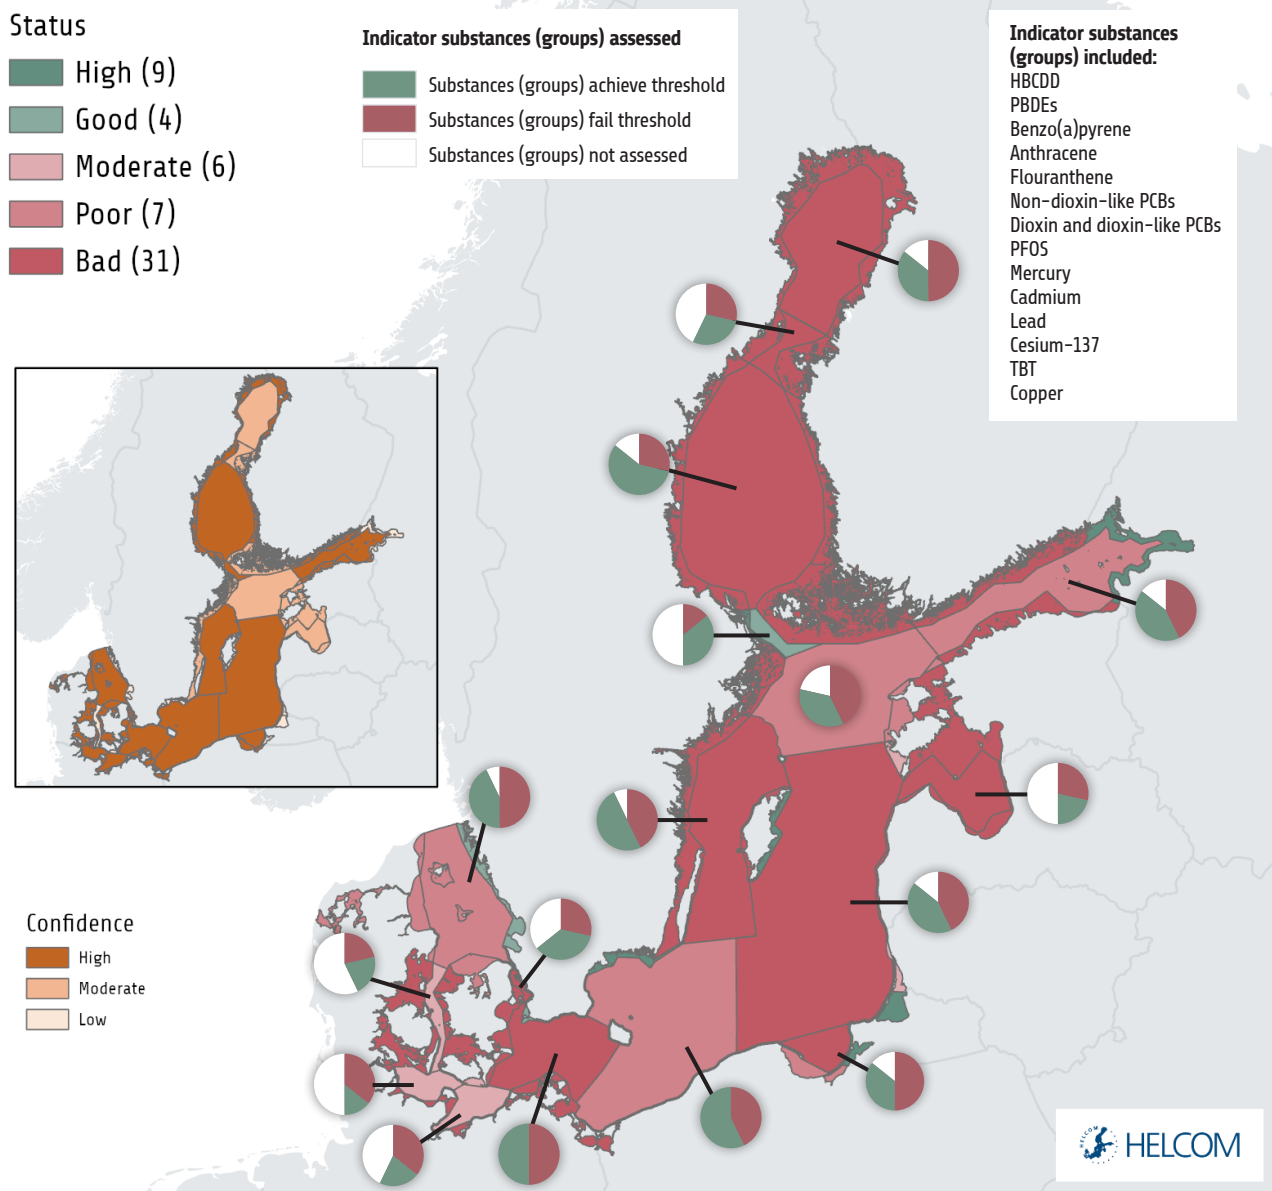 Status
High (9)
Good (4)
Moderate (6)
Poor (7)
Bad (31)
Indicator substances (groups) assessed
Substances (groups) achieve threshold
Substances (groups) fail threshold
Substances (groups) not assessed
Indicator substances
(groups) included:
HBCDD
PBDEs
Benzo(a)pyrene
Anthracene
Flouranthene
Non-dioxin-like PCBs
Dioxin and dioxin-like PCBs
PFOS
Mercury
Cadmium
Lead
Cesium-137
TBT
Copper
Confidence
High
Moderate
Low
HELCOM
HELCOM